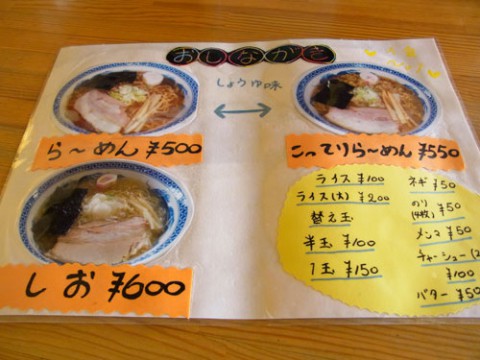 おしながき
しょうゆ味
ら〜めん ¥500
こってりら〜めん ¥550
しお ¥600
ライス ¥100
ライス(大) ¥200
替え玉
半玉 ¥100
1玉 ¥150
ネギ ¥50
のり(4枚) ¥50
メンマ ¥50
チャーシュー(2
¥100
バター ¥50